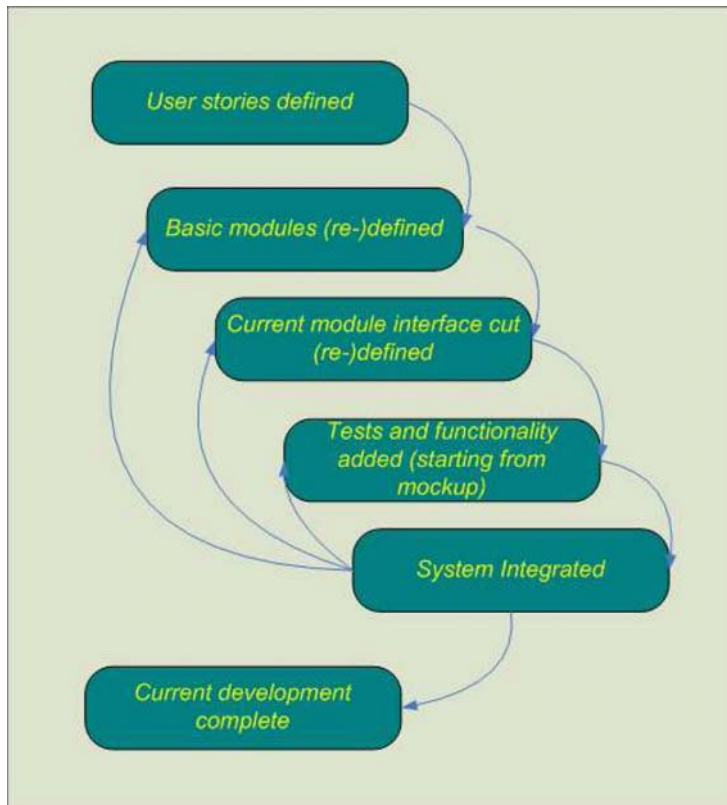 User stories defined
Basic modules (re-)defined
Current module interface cut
(re-)defined
Tests and functionality
added (starting from
mockup)
System Integrated
Current development
complete